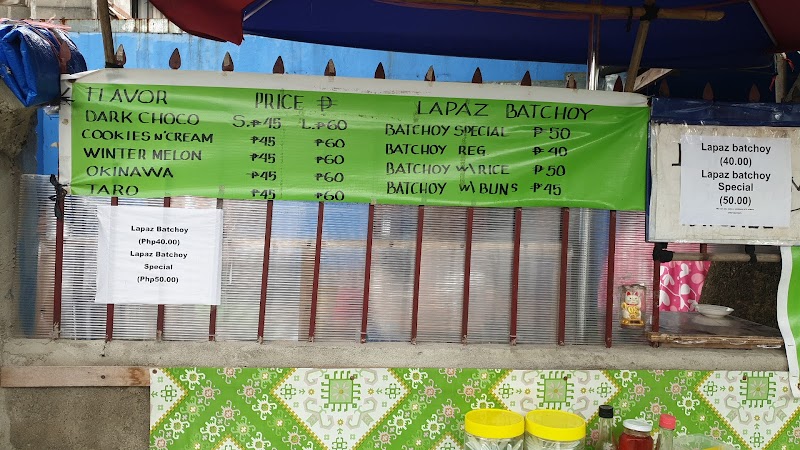 FLAVOR PRICE ₱
DARK CHOCO S. ₱45 L. ₱60
COOKIES N'CREAM ₱45 ₱60
WINTER MELON ₱45 ₱60
OKINAWA ₱45 ₱60
TARO ₱45 ₱60
LAPAZ BATCHOY
BATCHOY SPECIAL ₱50
BATCHOY REG ₱40
BATCHOY W\ RICE ₱50
BATCHOY W\ BUNS ₱45
Lapaz Batchoy
(Php40.00)
Lapaz Batchoy
Special
(Php50.00)
Lapaz batchoy
(40.00)
Lapaz batchoy
Special
(50.00)